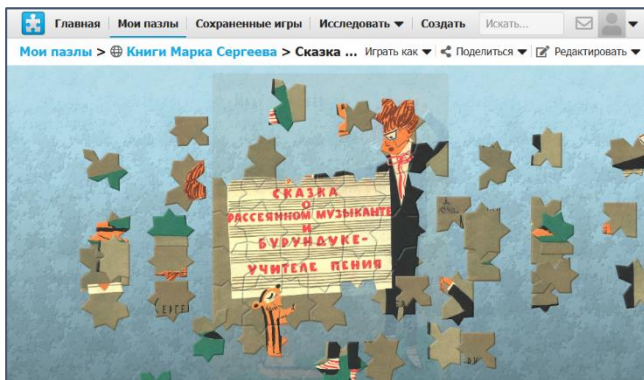 Главная Мои пазлы Сохраненные игры Исследовать Создать Искать...
Мои пазлы > Книги Марка Сергеева > Сказка ... Играть как Поделиться Редактировать
СКАЗКА
О
РАССЕЯННОМ МУЗЫКАНТЕ
И
БУРУНДУКЕ-
УЧИТЕЛЕ ПЕНИЯ